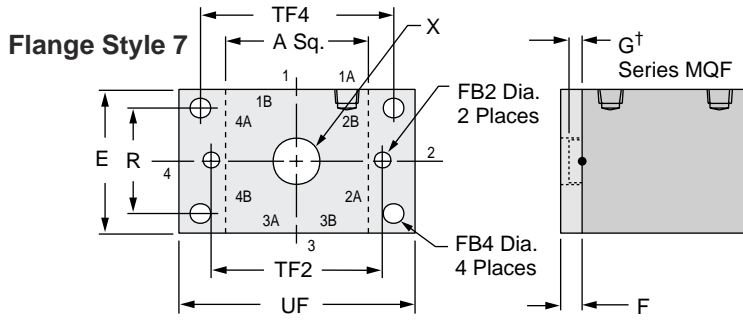 TF4
Flange Style 7
A Sq.
X
G†
Series MQF
1
1A
1B
FB2 Dia.
2 Places
4A
2B
E
R
4
2
4B
2A
3A
3B
FB4 Dia.
4 Places
3
TF2
UF
F